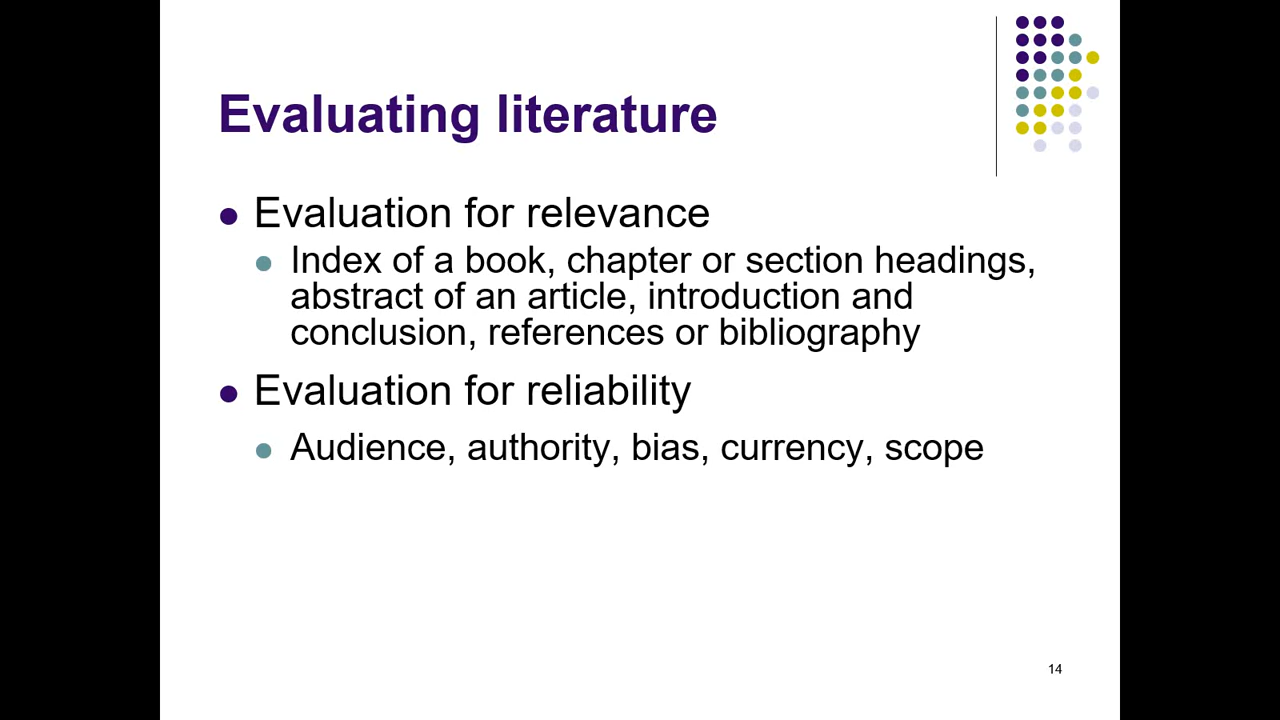 Evaluating literature
Evaluation for relevance
Index of a book, chapter or section headings,
abstract of an article, introduction and
conclusion, references or bibliography
Evaluation for reliability
Audience, authority, bias, currency, scope
14